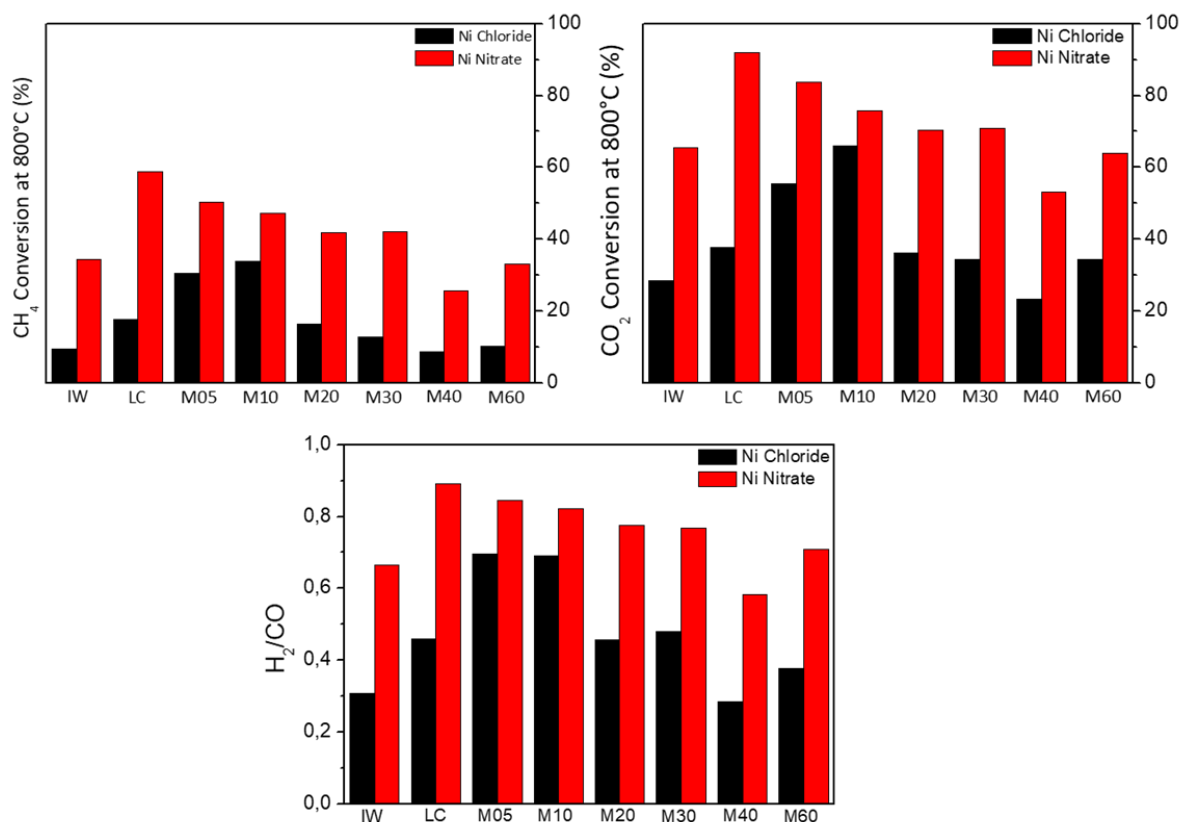 CH4 Conversion at 800°C (%)
Ni Chloride
Ni Nitrate
100
80
60
40
20
0
IW LC M05 M10 M20 M30 M40 M60
CO2 Conversion at 800°C (%)
Ni Chloride
Ni Nitrate
100
80
60
40
20
0
IW LC M05 M10 M20 M30 M40 M60
H2/CO
Ni Chloride
Ni Nitrate
1,0
0,8
0,6
0,4
0,2
0,0
IW LC M05 M10 M20 M30 M40 M60